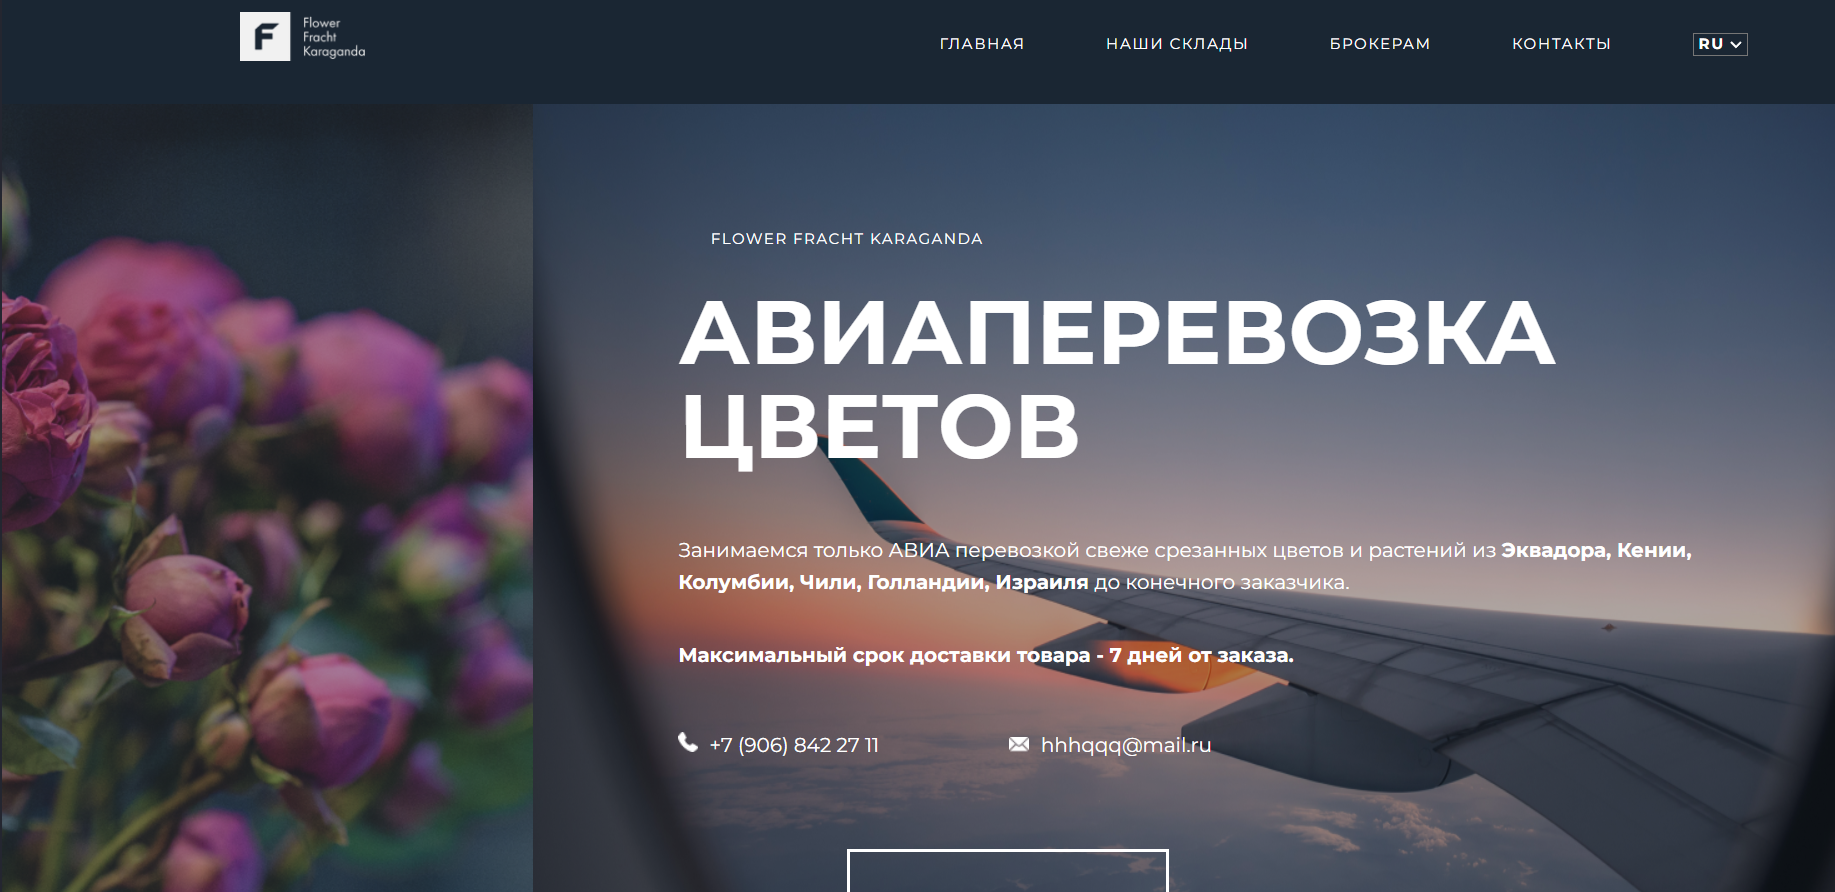 Flower
Fracht
Karaganda
ГЛАВНАЯ
НАШИ СКЛАДЫ
БРОКЕРАМ
КОНТАКТЫ
RU
FLOWER FRACHT KARAGANDA
АВИАПЕРЕВОЗКА
ЦВЕТОВ
Занимаемся только АВИА перевозкой свеже срезанных цветов и растений из Эквадора, Кении,
Колумбии, Чили, Голландии, Израиля до конечного заказчика.
Максимальный срок доставки товара - 7 дней от заказа.
+7 (906) 842 27 11
hhhqqq@mail.ru